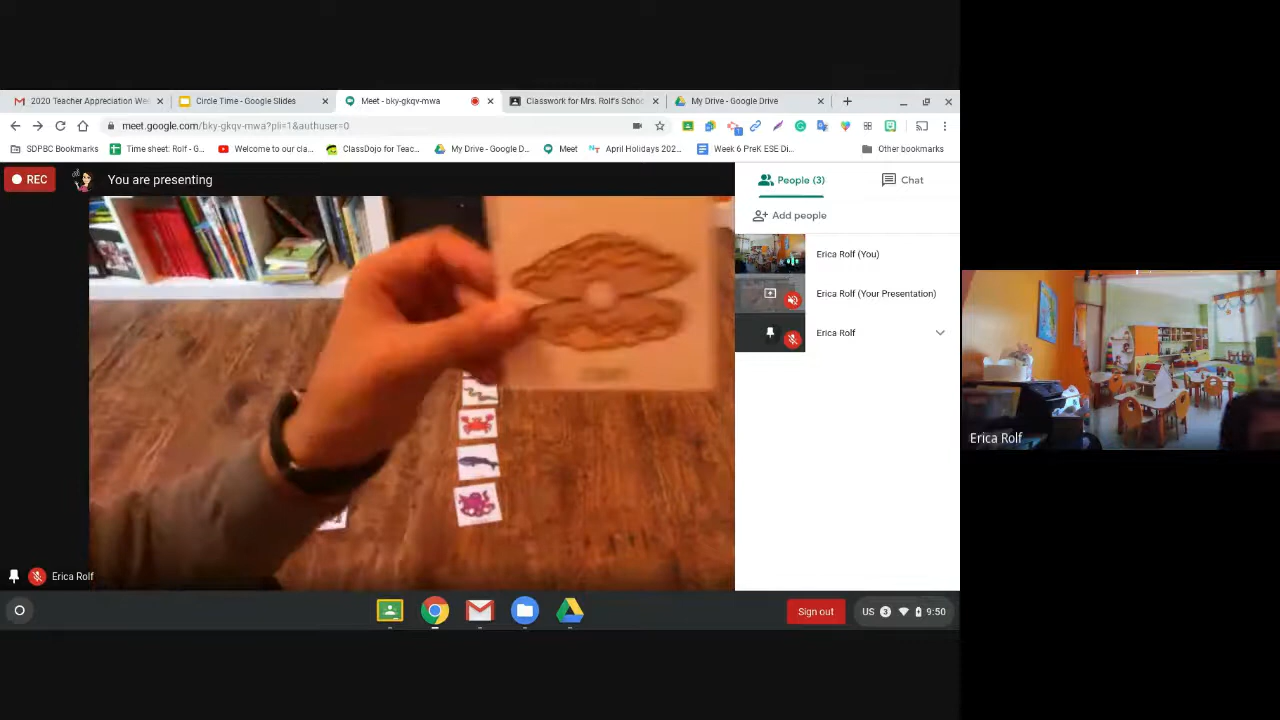 2020 Teacher Appreciation We
Circle Time - Google Slides
Meet - bky-gkqv-mwa
Classwork for Mrs. Rolf's Schoo
My Drive - Google Drive
meet.google.com/bky-gkqv-mwa?pli=1&authuser=0
SDPBC Bookmarks
Time sheet: Rolf - G...
Welcome to our cla...
ClassDojo for Teac...
My Drive - Google D...
Meet
April Holidays 202...
Week 6 PreK ESE Di...
Other bookmarks
REC
You are presenting
People (3)
Chat
Add people
Erica Rolf (You)
Erica Rolf (Your Presentation)
Erica Rolf
Erica Rolf
Erica Rolf
Sign out
US
3
9:50